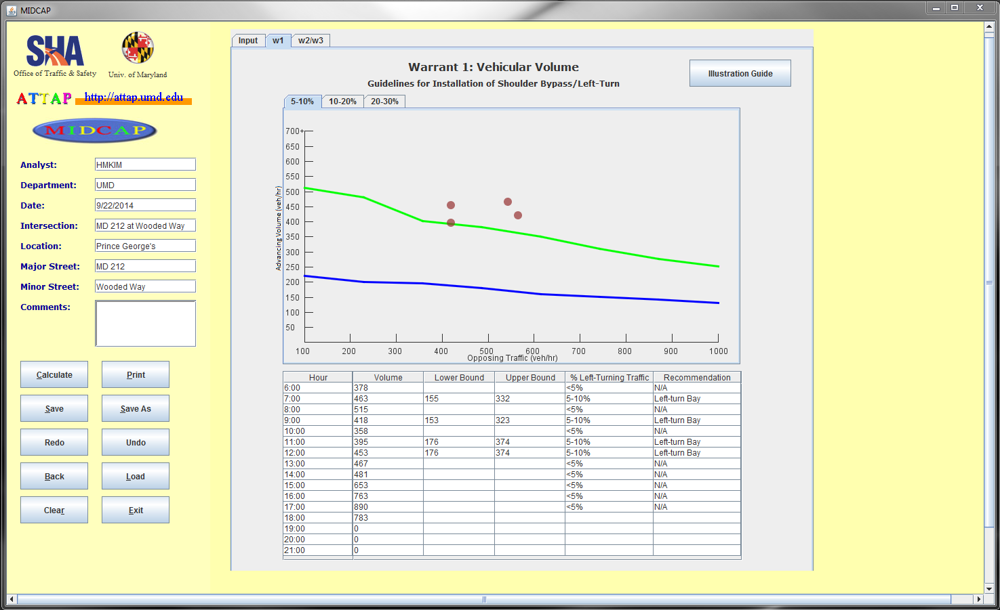 MIDCAP
SHA
Office of Traffic & Safety
Univ. of Maryland
ATTAP http://attap.umd.edu
MIDCAP
Analyst: HMKIM
Department: UMD
Date: 9/22/2014
Intersection: MD 212 at Wooded Way
Location: Prince George's
Major Street: MD 212
Minor Street: Wooded Way
Comments:
Calculate Print
Save Save As
Redo Undo
Back Load
Clear Exit
Input w1 w2/w3
Warrant 1: Vehicular Volume
Guidelines for Installation of Shoulder Bypass/Left-Turn
Illustration Guide
5-10% 10-20% 20-30%
700+
650
600
550
500
450
400
350
300
250
200
150
100
50
Advancing Volume (veh/hr)
100 200 300 400 500 600 700 800 900 1000
Opposing Traffic (veh/hr)
Hour Volume Lower Bound Upper Bound % Left-Turning Traffic Recommendation
6:00 378 <5% N/A
7:00 463 155 332 5-10% Left-turn Bay
8:00 515 <5% N/A
9:00 418 153 323 5-10% Left-turn Bay
10:00 358 <5% N/A
11:00 395 176 374 5-10% Left-turn Bay
12:00 453 176 374 5-10% Left-turn Bay
13:00 467 <5% N/A
14:00 481 <5% N/A
15:00 653 <5% N/A
16:00 763 <5% N/A
17:00 890 <5% N/A
18:00 783
19:00 0
20:00 0
21:00 0